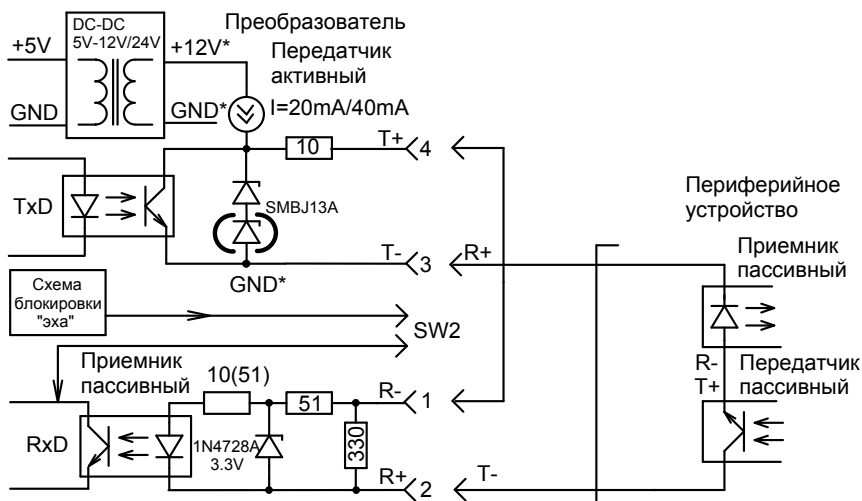 DC-DC
5V-12V/24V
+5V
GND
+12V*
GND*
Преобразователь
Передатчик
активный
I=20mA/40mA
10
T+
4
TxD
SMBJ13A
T-
3
R+
GND*
Схема
блокировки
"эха"
SW2
Приемник
пассивный
10(51)
51
R-
1
RxD
1N4728A
3.3V
330
R+
2
T-
Периферийное
устройство
Приемник
пассивный
R-
T+
Передатчик
пассивный